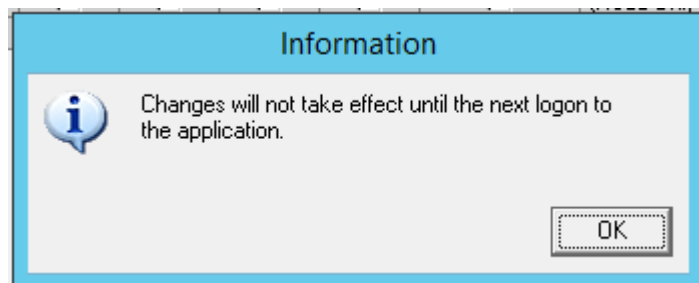 Information
Changes will not take effect until the next logon to
the application.
OK